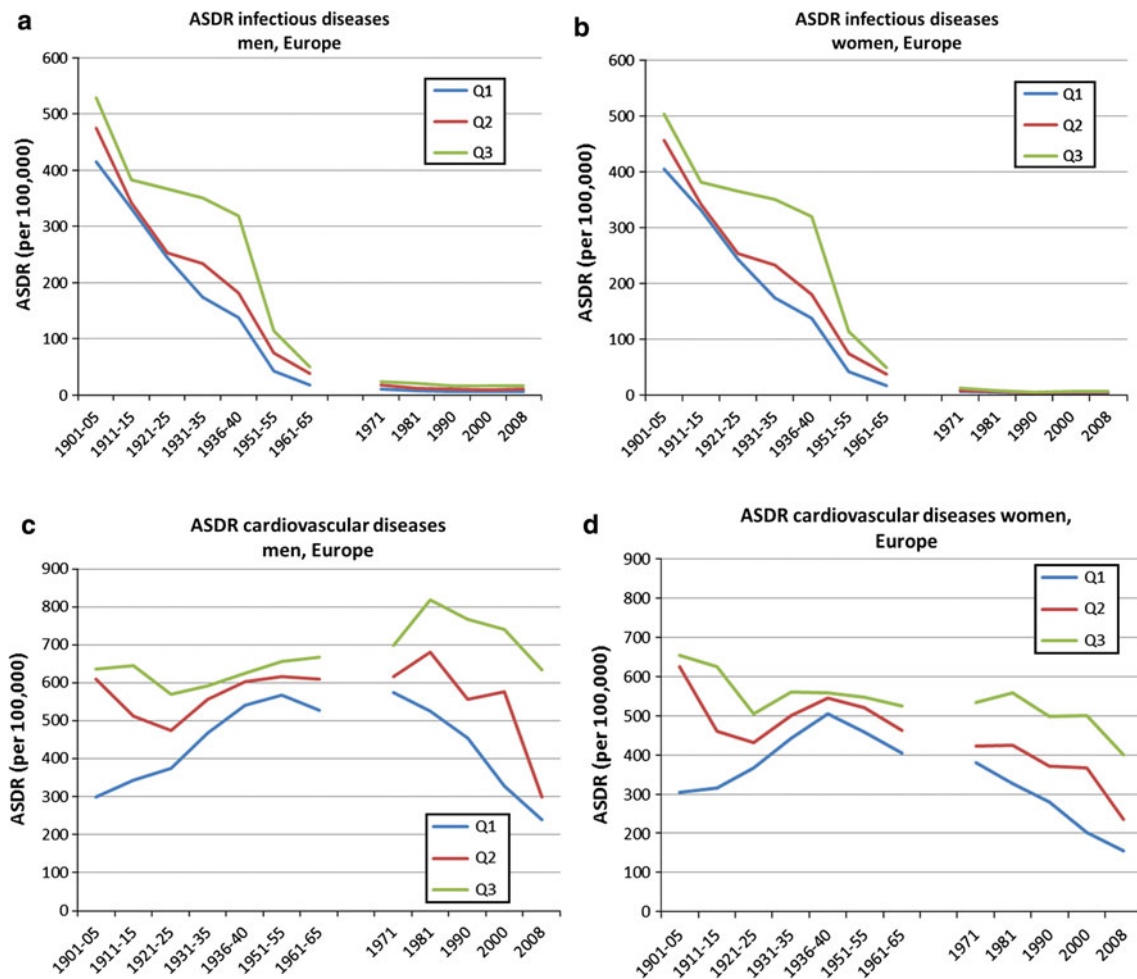 a
ASDR infectious diseases
men, Europe
ASDR (per 100,000)
600
500
400
300
200
100
0
Q1
Q2
Q3
1901-05
1911-15
1921-25
1931-35
1936-40
1951-55
1961-65
1971
1981
1990
2000
2008
b
ASDR infectious diseases
women, Europe
ASDR (per 100,000)
600
500
400
300
200
100
0
Q1
Q2
Q3
1901-05
1911-15
1921-25
1931-35
1936-40
1951-55
1961-65
1971
1981
1990
2000
2008
c
ASDR cardiovascular diseases
men, Europe
ASDR (per 100,000)
900
800
700
600
500
400
300
200
100
0
Q1
Q2
Q3
1901-05
1911-15
1921-25
1931-35
1936-40
1951-55
1961-65
1971
1981
1990
2000
2008
d
ASDR cardiovascular diseases women,
Europe
ASDR (per 100,000)
900
800
700
600
500
400
300
200
100
0
Q1
Q2
Q3
1901-05
1911-15
1921-25
1931-35
1936-40
1951-55
1961-65
1971
1981
1990
2000
2008